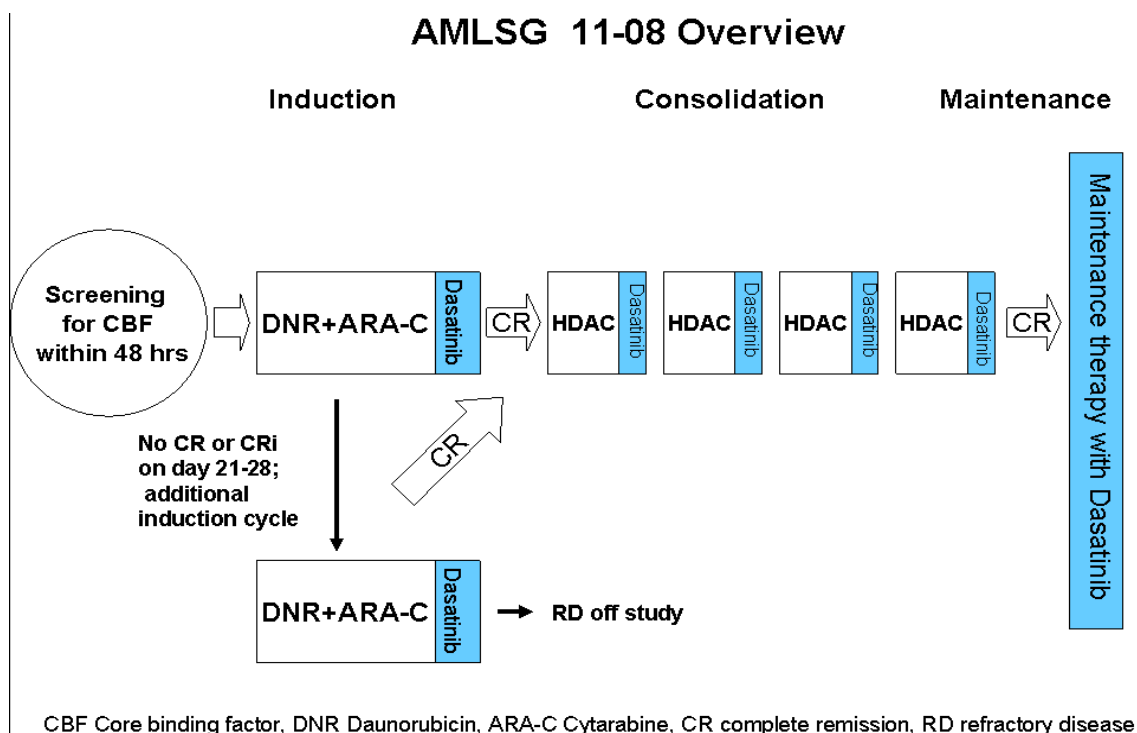 AMLSG 11-08 Overview
Induction
Consolidation
Maintenance
Screening
for CBF
within 48 hrs
DNR+ARA-C
Dasatinib
CR
HDAC
Dasatinib
HDAC
Dasatinib
HDAC
Dasatinib
HDAC
Dasatinib
CR
Maintenance therapy with Dasatinib
No CR or CRi
on day 21-28;
additional
induction cycle
CR
DNR+ARA-C
Dasatinib
RD off study
CBF Core binding factor, DNR Daunorubicin, ARA-C Cytarabine, CR complete remission, RD refractory disease